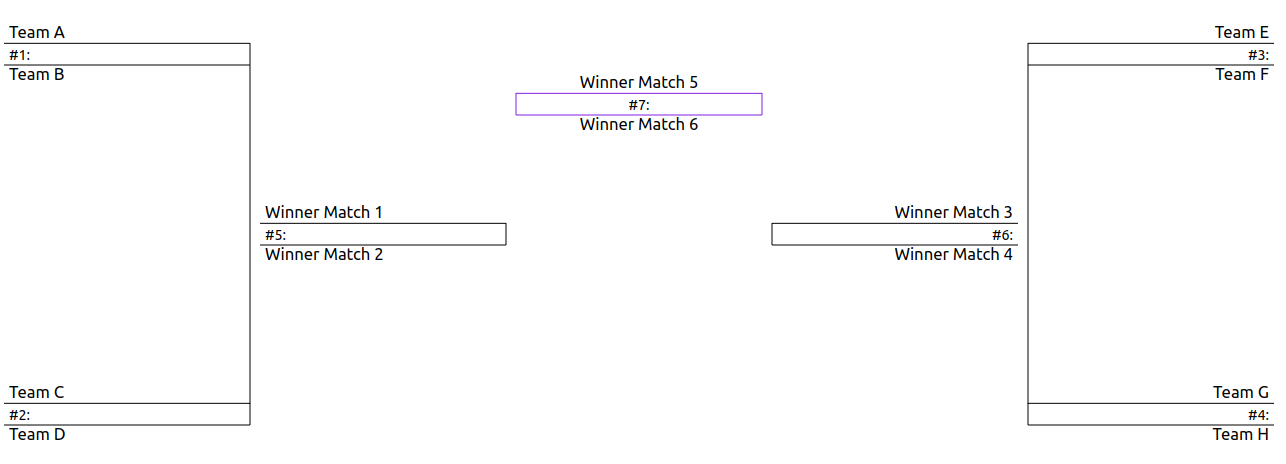 Team A
#1:
Team B
Team C
#2:
Team D
Winner Match 1
#5:
Winner Match 2
Winner Match 5
#7:
Winner Match 6
Winner Match 3
#6:
Winner Match 4
Team E
#3:
Team F
Team G
#4:
Team H